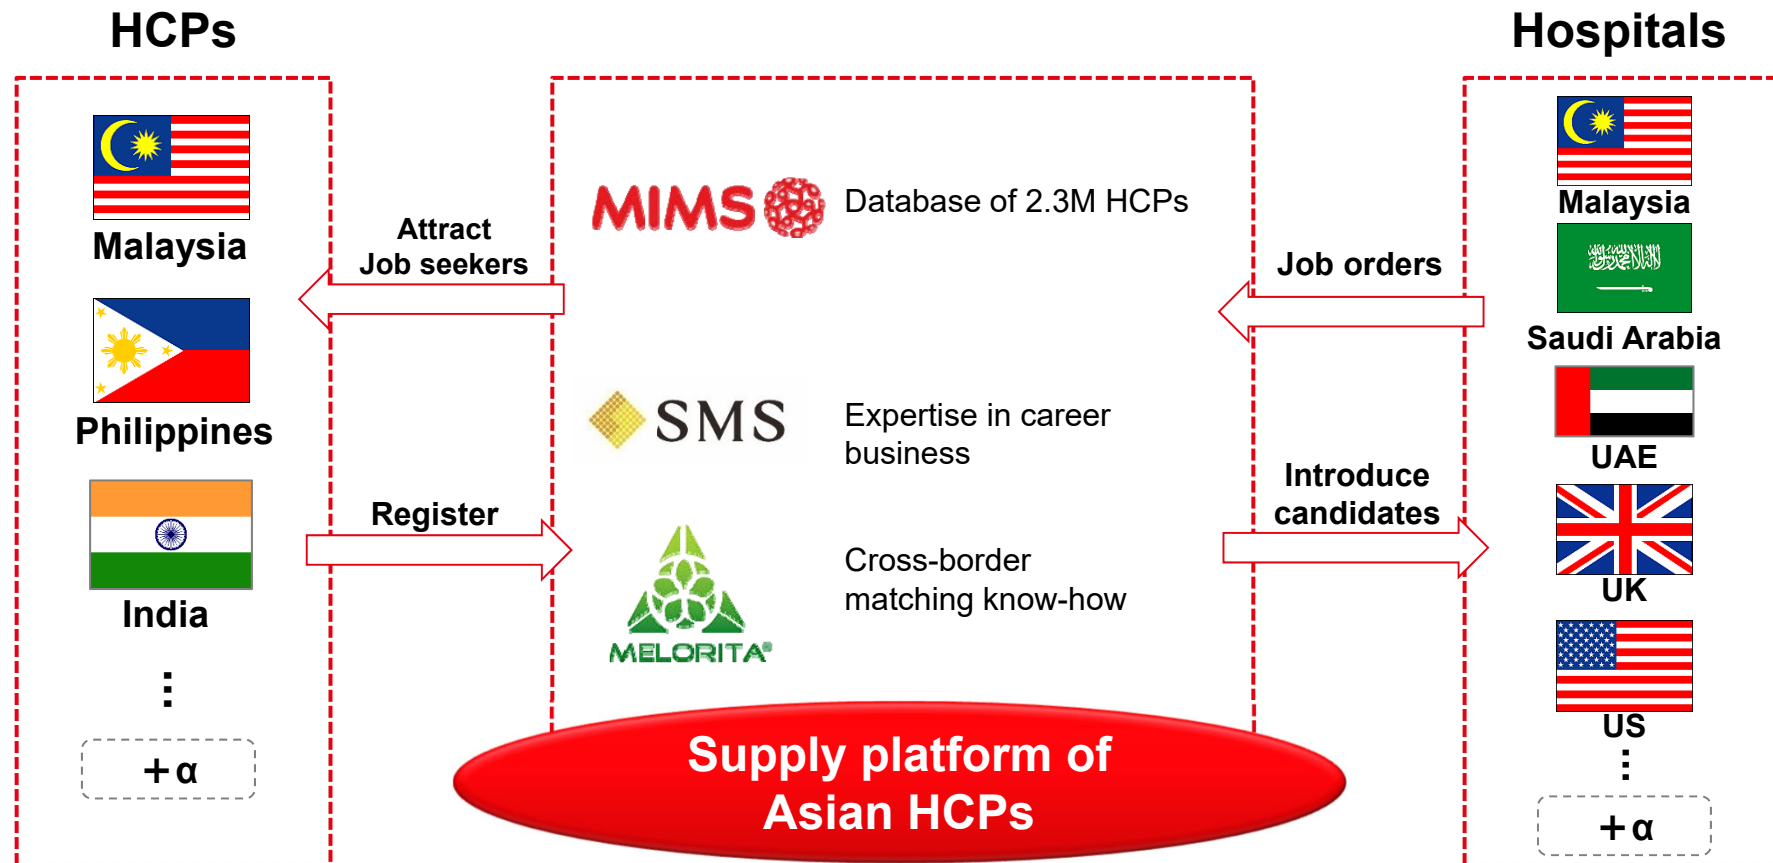 HCPs
Hospitals
Malaysia
Philippines
India
⋮
+α
Attract
Job seekers
Register
MIMS
Database of 2.3M HCPs
SMS
Expertise in career
business
MELORITA®
Cross-border
matching know-how
Supply platform of
Asian HCPs
Job orders
Introduce
candidates
Malaysia
Saudi Arabia
UAE
UK
US
⋮
+α